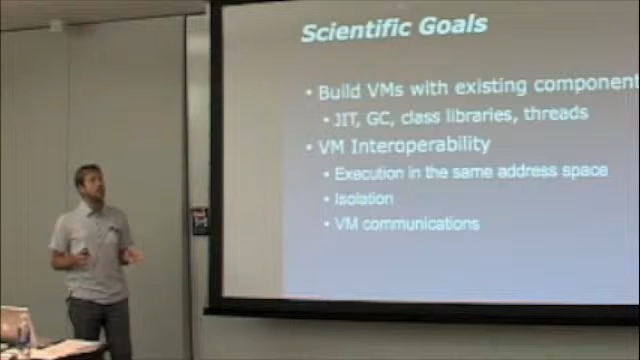 Scientific Goals
• Build VMs with existing component
• JIT, GC, class libraries, threads
• VM Interoperability
• Execution in the same address space
• Isolation
• VM communications